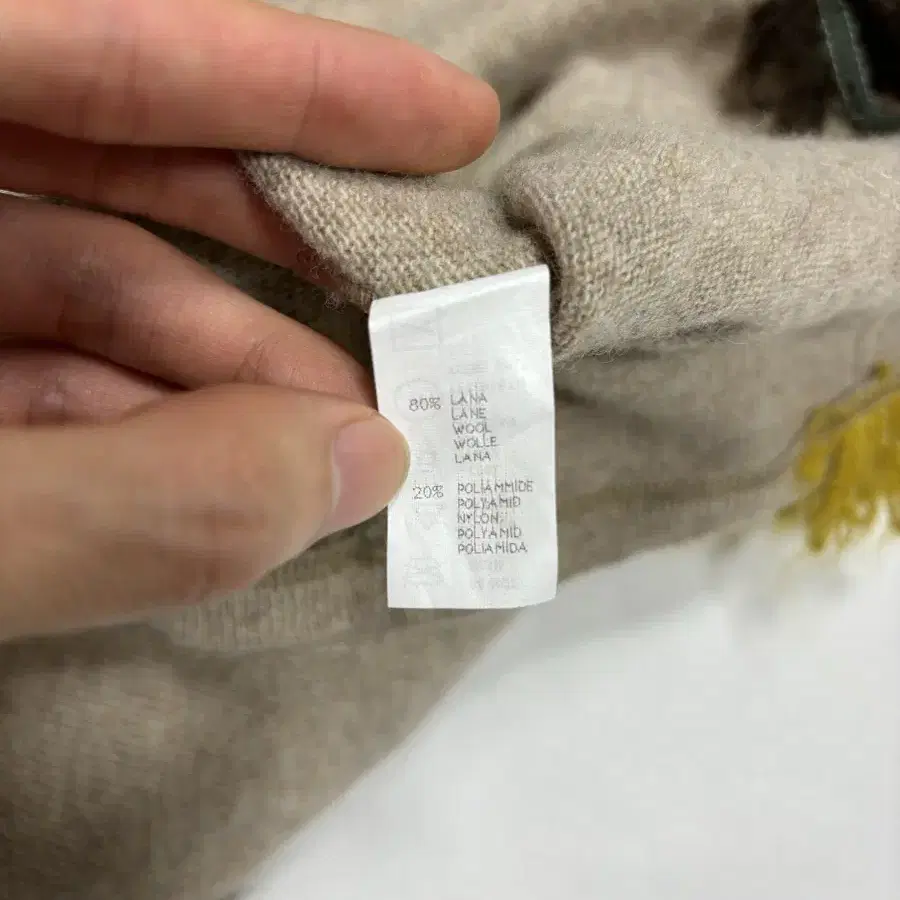 80% LANA
LANE
WOOL
WOLLE
LANA
20% POLIAMMIDE
POLYAMID
NYLON
POLYAMID
POLIAMIDA